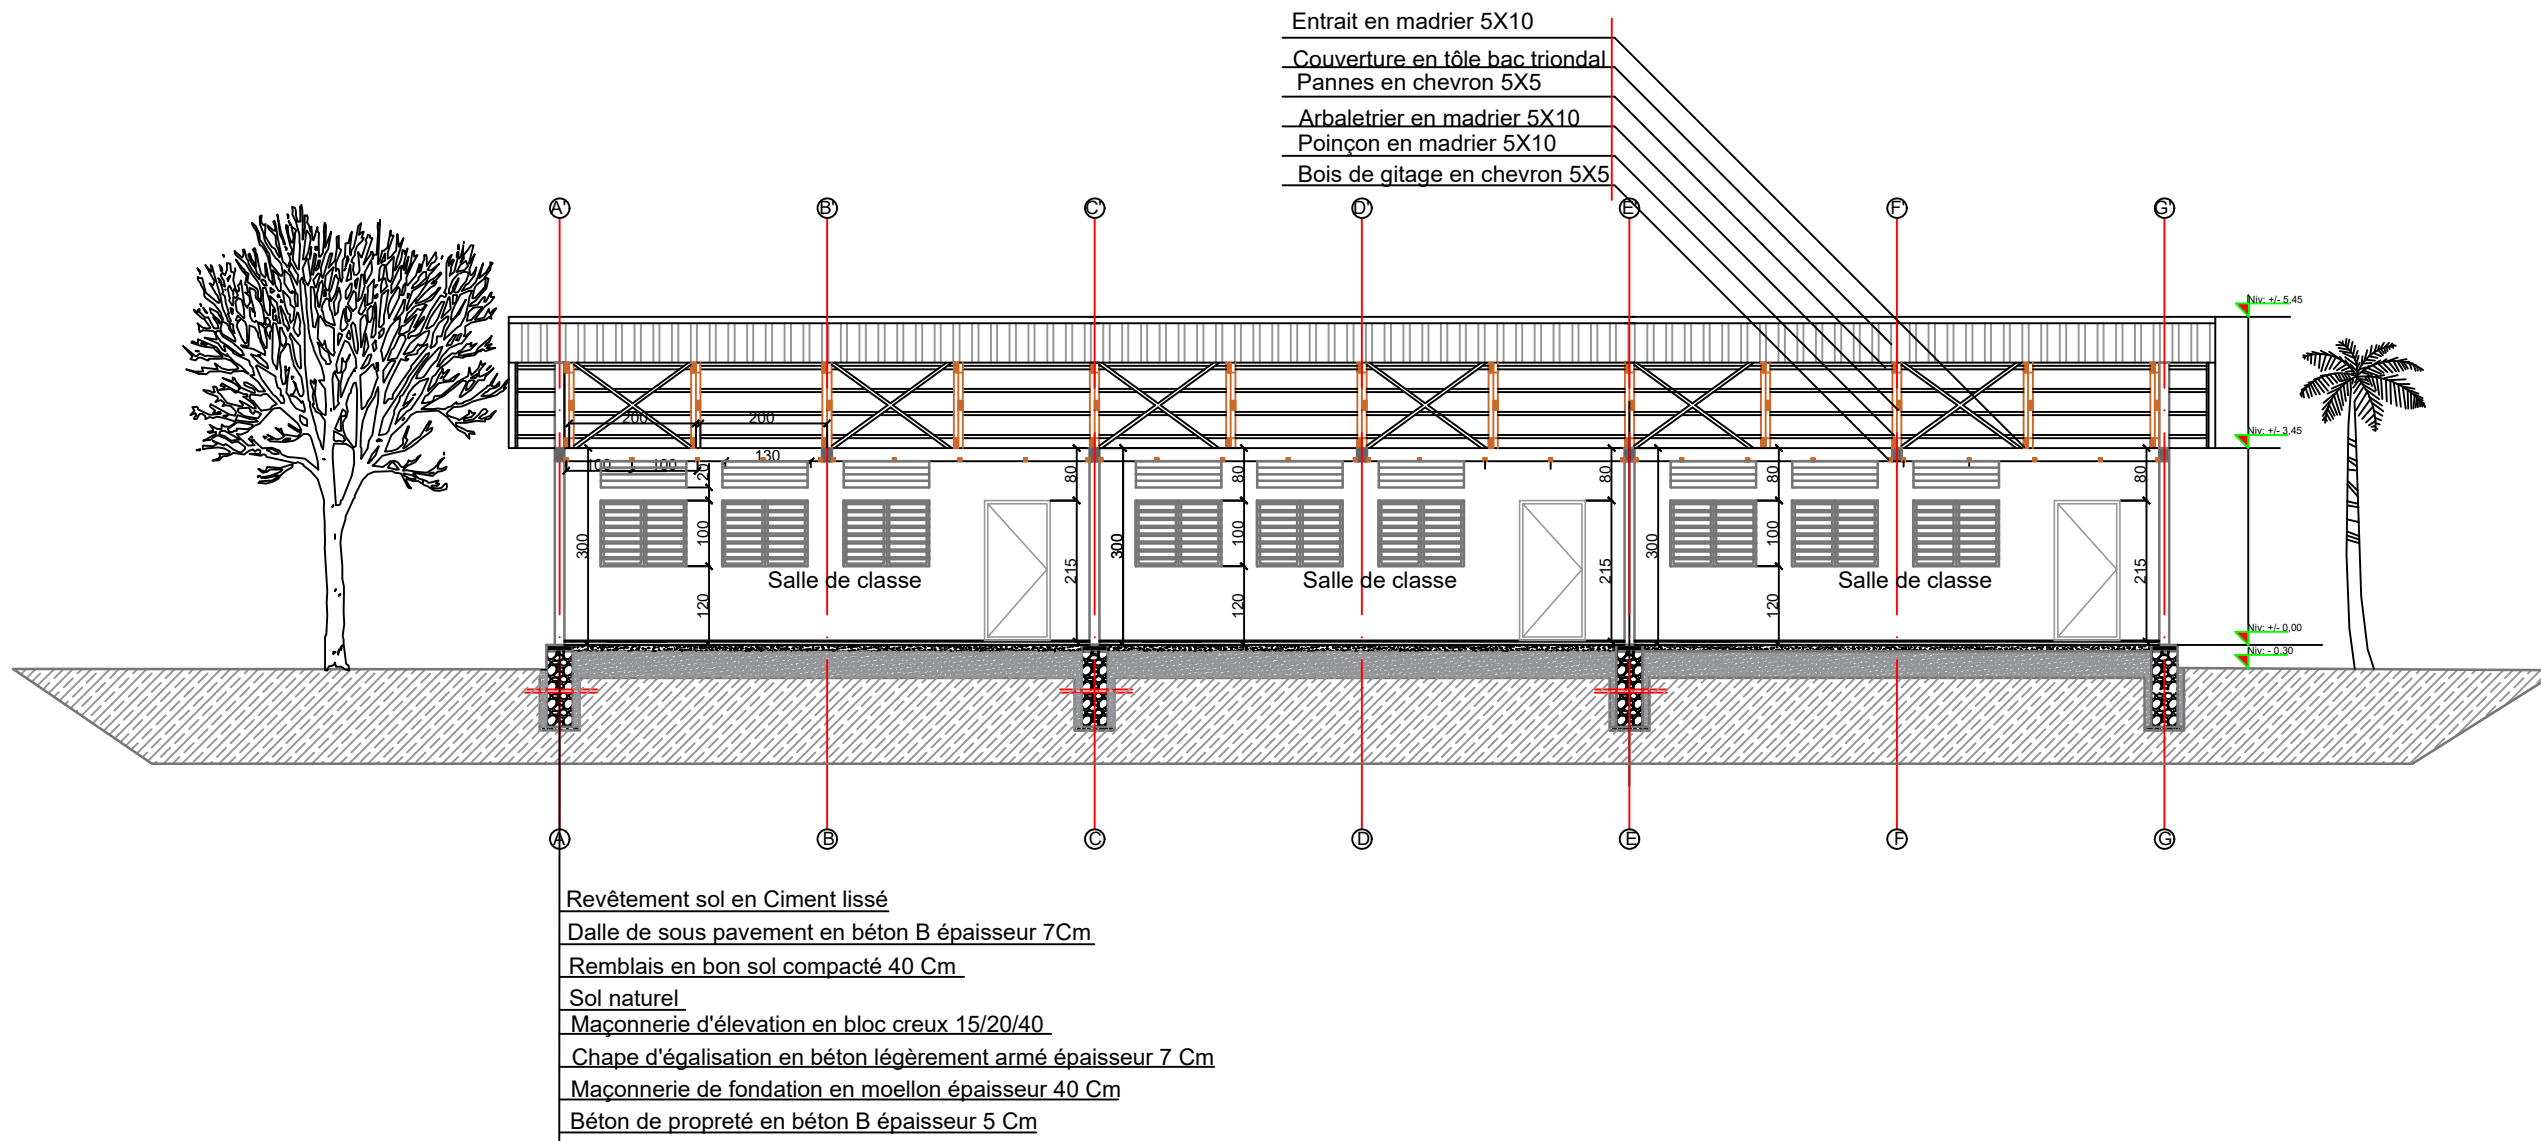 Entrait en madrier 5X10
Couverture en tôle bac triondal
Pannes en chevron 5X5
Arbaletrier en madrier 5X10
Poinçon en madrier 5X10
Bois de gitage en chevron 5X5
A' B' C' D' E' F' G'
Niv: +/- 5.45
200 200
Niv: +/- 3.45
100 100 130
20 80 80 80 80
300 100 300 100 300 100
215 215 215
Salle de classe Salle de classe Salle de classe
120 120 120
Niv: +/- 0,00
Niv: - 0.30
A B C D E F G
Revêtement sol en Ciment lissé
Dalle de sous pavement en béton B épaisseur 7Cm
Remblais en bon sol compacté 40 Cm
Sol naturel
Maçonnerie d'élevation en bloc creux 15/20/40
Chape d'égalisation en béton légèrement armé épaisseur 7 Cm
Maçonnerie de fondation en moellon épaisseur 40 Cm
Béton de propreté en béton B épaisseur 5 Cm